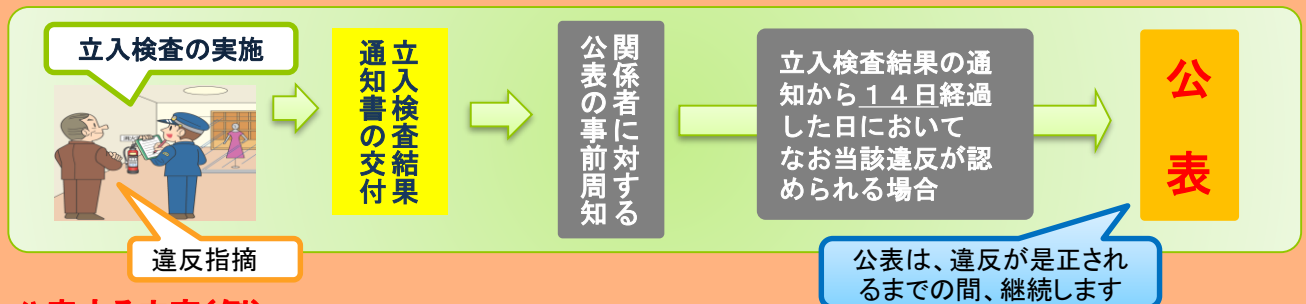 立入検査の実施
違反指摘
立入検査結果
通知書の交付
関係者に対する
公表の事前周知
立入検査結果の通
知から１４日経過
した日において
なお当該違反が認
められる場合
公
表
公表は、違反が是正され
るまでの間、継続します